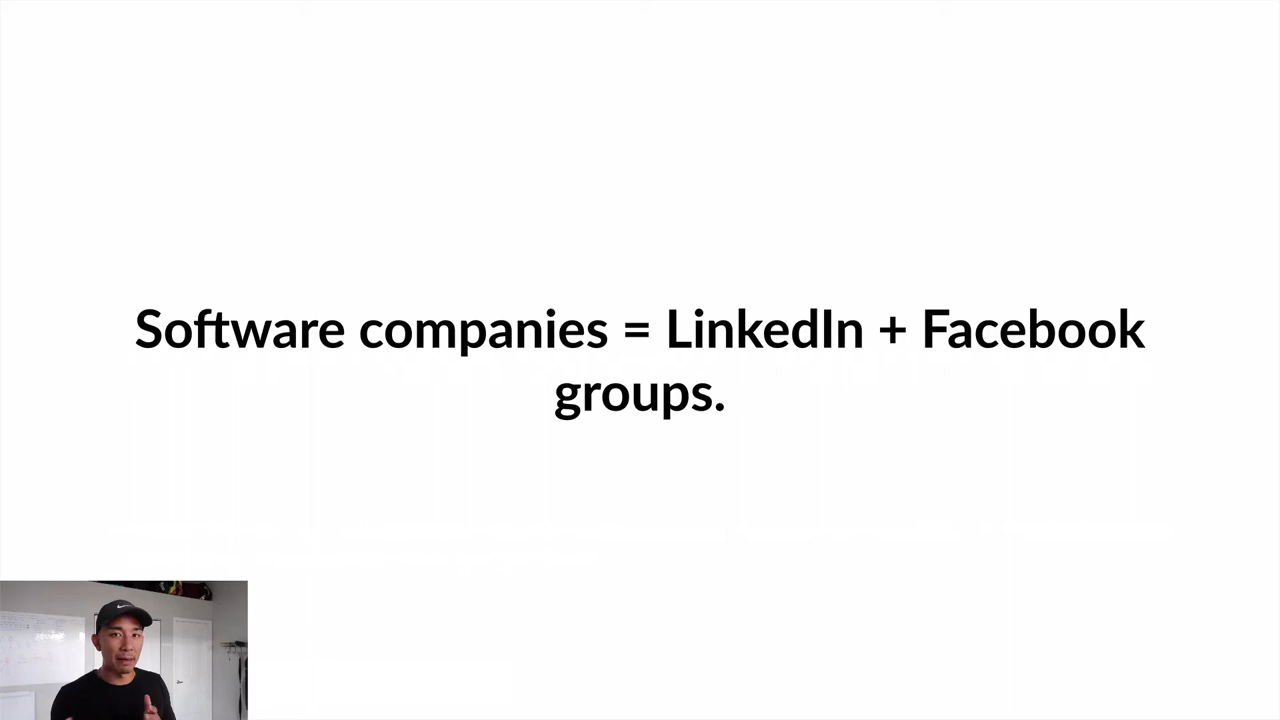 Software companies = LinkedIn + Facebook
groups.